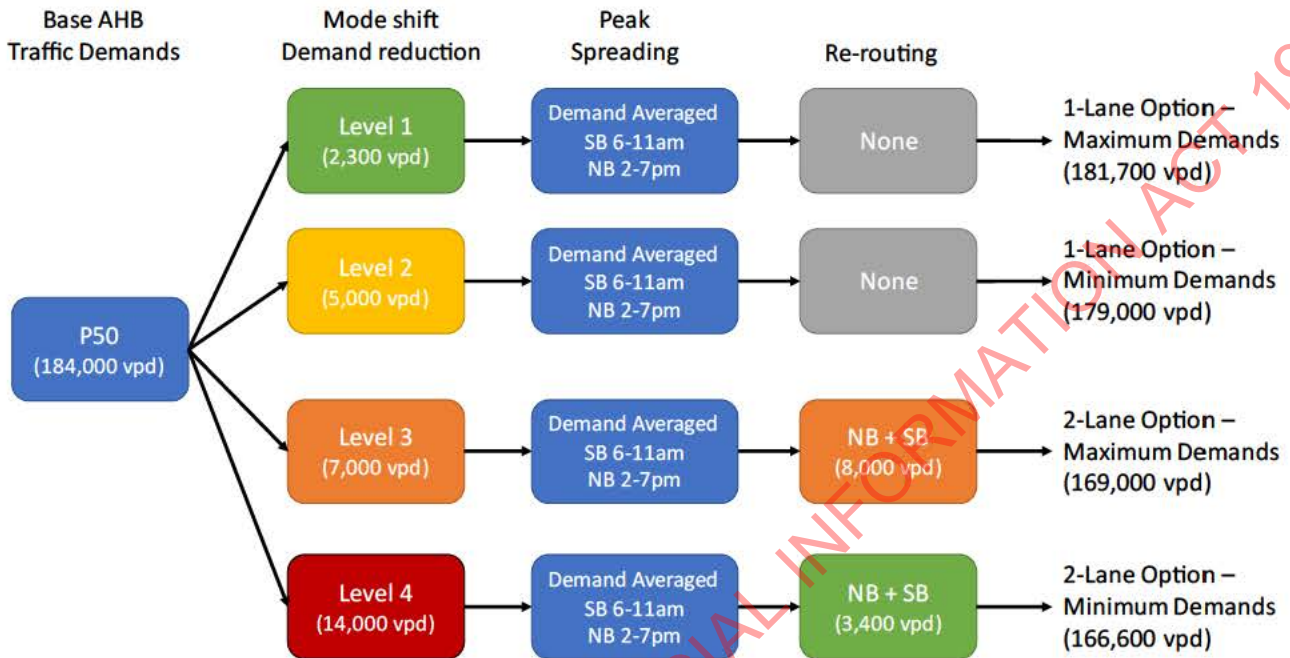 Base AHB
Traffic Demands
Mode shift
Demand reduction
Peak
Spreading
Re-routing
P50
(184,000 vpd)
Level 1
(2,300 vpd)
Demand Averaged
SB 6-11am
NB 2-7pm
None
1-Lane Option –
Maximum Demands
(181,700 vpd)
Level 2
(5,000 vpd)
Demand Averaged
SB 6-11am
NB 2-7pm
None
1-Lane Option –
Minimum Demands
(179,000 vpd)
Level 3
(7,000 vpd)
Demand Averaged
SB 6-11am
NB 2-7pm
NB + SB
(8,000 vpd)
2-Lane Option –
Maximum Demands
(169,000 vpd)
Level 4
(14,000 vpd)
Demand Averaged
SB 6-11am
NB 2-7pm
NB + SB
(3,400 vpd)
2-Lane Option –
Minimum Demands
(166,600 vpd)
INFORMATION ACT